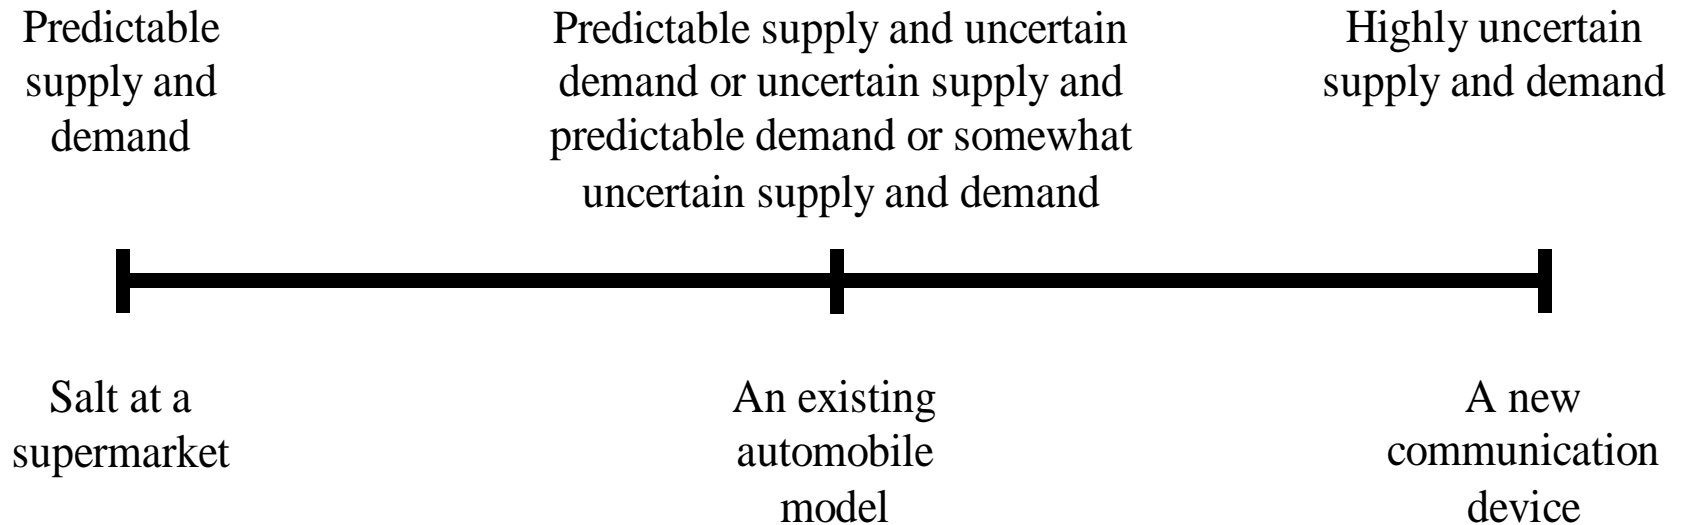 Predictable
supply and
demand
Predictable supply and uncertain
demand or uncertain supply and
predictable demand or somewhat
uncertain supply and demand
Highly uncertain
supply and demand
Salt at a
supermarket
An existing
automobile
model
A new
communication
device